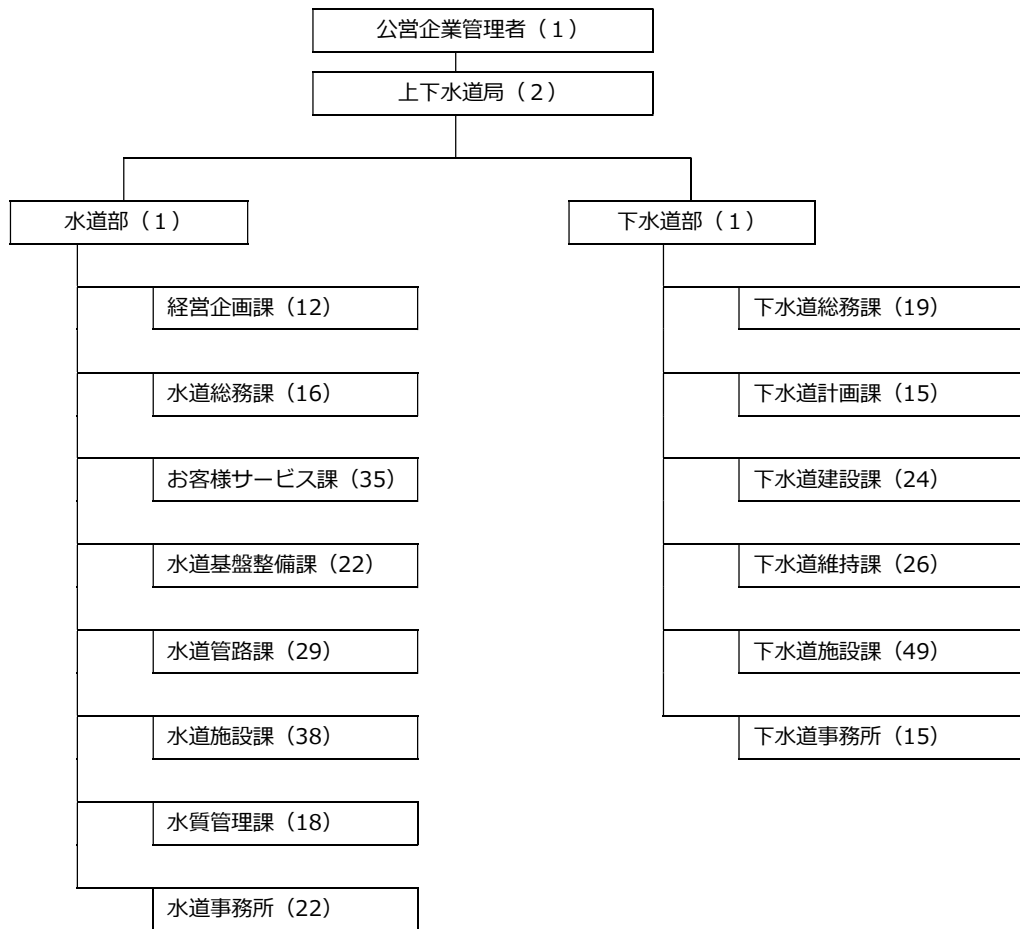 公営企業管理者（１）
上下水道局（２）
水道部（１）
経営企画課（12）
水道総務課（16）
お客様サービス課（35）
水道基盤整備課（22）
水道管路課（29）
水道施設課（38）
水質管理課（18）
水道事務所（22）
下水道部（１）
下水道総務課（19）
下水道計画課（15）
下水道建設課（24）
下水道維持課（26）
下水道施設課（49）
下水道事務所（15）